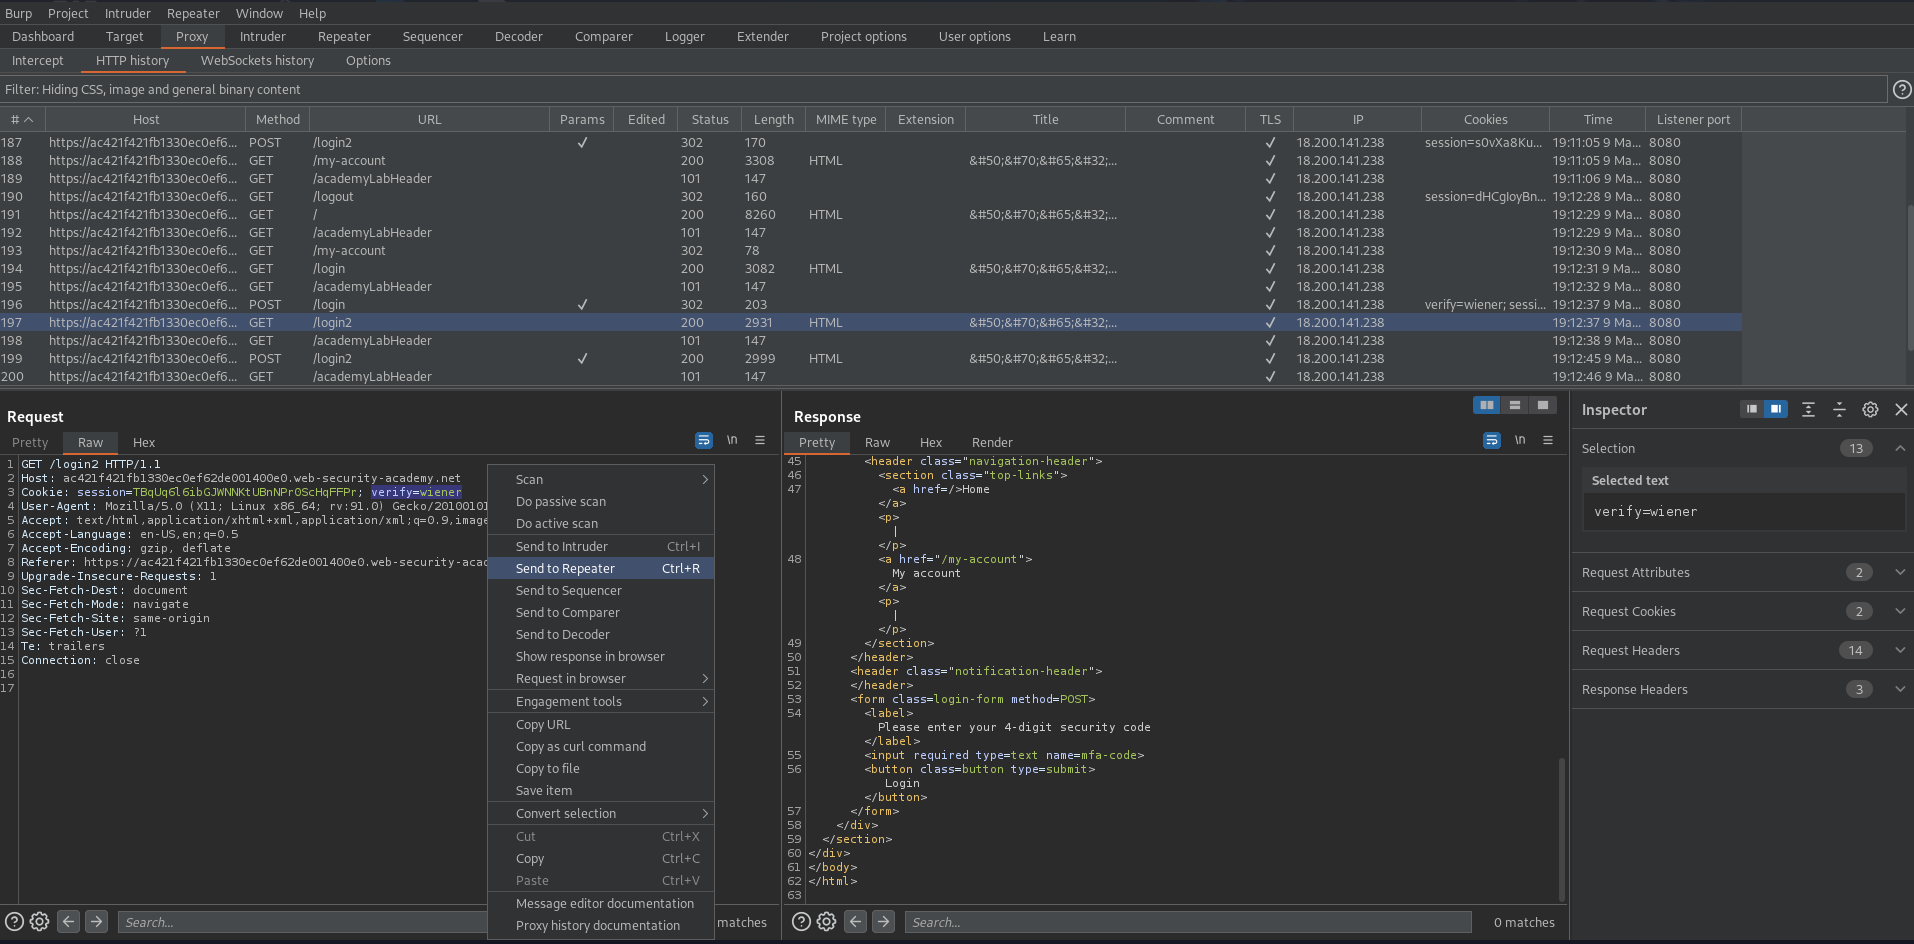 Burp Project Intruder Repeater Window Help
Dashboard Target Proxy Intruder Repeater Sequencer Decoder Comparer Logger Extender Project options User options Learn
Intercept HTTP history WebSockets history Options
Filter: Hiding CSS, image and general binary content
# Host Method URL Params Edited Status Length MIME type Extension Title Comment TLS IP Cookies Time Listener port
187 https://ac421f421fb1330ec0ef6... POST /login2 ✓ 302 170 ✓ 18.200.141.238 session=s0vXa8Ku... 19:11:05 9 Ma... 8080
188 https://ac421f421fb1330ec0ef6... GET /my-account 200 3308 HTML &#50;&#70;&#65;&#32;... ✓ 18.200.141.238 19:11:05 9 Ma... 8080
189 https://ac421f421fb1330ec0ef6... GET /academyLabHeader 101 147 ✓ 18.200.141.238 19:11:06 9 Ma... 8080
190 https://ac421f421fb1330ec0ef6... GET /logout 302 160 ✓ 18.200.141.238 session=dHCgIoyBn... 19:12:28 9 Ma... 8080
191 https://ac421f421fb1330ec0ef6... GET / 200 8260 HTML &#50;&#70;&#65;&#32;... ✓ 18.200.141.238 19:12:29 9 Ma... 8080
192 https://ac421f421fb1330ec0ef6... GET /academyLabHeader 101 147 ✓ 18.200.141.238 19:12:29 9 Ma... 8080
193 https://ac421f421fb1330ec0ef6... GET /my-account 302 78 ✓ 18.200.141.238 19:12:30 9 Ma... 8080
194 https://ac421f421fb1330ec0ef6... GET /login 200 3082 HTML &#50;&#70;&#65;&#32;... ✓ 18.200.141.238 19:12:31 9 Ma... 8080
195 https://ac421f421fb1330ec0ef6... GET /academyLabHeader 101 147 ✓ 18.200.141.238 19:12:32 9 Ma... 8080
196 https://ac421f421fb1330ec0ef6... POST /login ✓ 302 203 ✓ 18.200.141.238 verify=wiener; sessi... 19:12:37 9 Ma... 8080
197 https://ac421f421fb1330ec0ef6... GET /login2 200 2931 HTML &#50;&#70;&#65;&#32;... ✓ 18.200.141.238 19:12:37 9 Ma... 8080
198 https://ac421f421fb1330ec0ef6... GET /academyLabHeader 101 147 ✓ 18.200.141.238 19:12:38 9 Ma... 8080
199 https://ac421f421fb1330ec0ef6... POST /login2 ✓ 200 2999 HTML &#50;&#70;&#65;&#32;... ✓ 18.200.141.238 19:12:45 9 Ma... 8080
200 https://ac421f421fb1330ec0ef6... GET /academyLabHeader 101 147 ✓ 18.200.141.238 19:12:46 9 Ma... 8080
Request
Pretty Raw Hex \n
1 GET /login2 HTTP/1.1
2 Host: ac421f421fb1330ec0ef62de001400e0.web-security-academy.net
3 Cookie: session=TBqUq6l6ibGJWNNKtUBnNPr0ScHqFFPr; verify=wiener
4 User-Agent: Mozilla/5.0 (X11; Linux x86_64; rv:91.0) Gecko/20100101
5 Accept: text/html,application/xhtml+xml,application/xml;q=0.9,image
6 Accept-Language: en-US,en;q=0.5
7 Accept-Encoding: gzip, deflate
8 Referer: https://ac421f421fb1330ec0ef62de001400e0.web-security-acad
9 Upgrade-Insecure-Requests: 1
10 Sec-Fetch-Dest: document
11 Sec-Fetch-Mode: navigate
12 Sec-Fetch-Site: same-origin
13 Sec-Fetch-User: ?1
14 Te: trailers
15 Connection: close
16
17
Scan
Do passive scan
Do active scan
Send to Intruder Ctrl+I
Send to Repeater Ctrl+R
Send to Sequencer
Send to Comparer
Send to Decoder
Show response in browser
Request in browser
Engagement tools
Copy URL
Copy as curl command
Copy to file
Save item
Convert selection
Cut Ctrl+X
Copy Ctrl+C
Paste Ctrl+V
Message editor documentation
Proxy history documentation
Search... matches
Response
Pretty Raw Hex Render \n
45 <header class="navigation-header">
46 <section class="top-links">
47 <a href=/>Home
</a>
<p>
|
</p>
48 <a href="/my-account">
My account
</a>
<p>
|
</p>
49 </section>
50 </header>
51 <header class="notification-header">
52 </header>
53 <form class=login-form method=POST>
54 <label>
Please enter your 4-digit security code
</label>
55 <input required type=text name=mfa-code>
56 <button class=button type=submit>
Login
</button>
57 </form>
58 </div>
59 </section>
60 </div>
61 </body>
62 </html>
63
Search... 0 matches
Inspector
Selection 13
Selected text
verify=wiener
Request Attributes 2
Request Cookies 2
Request Headers 14
Response Headers 3